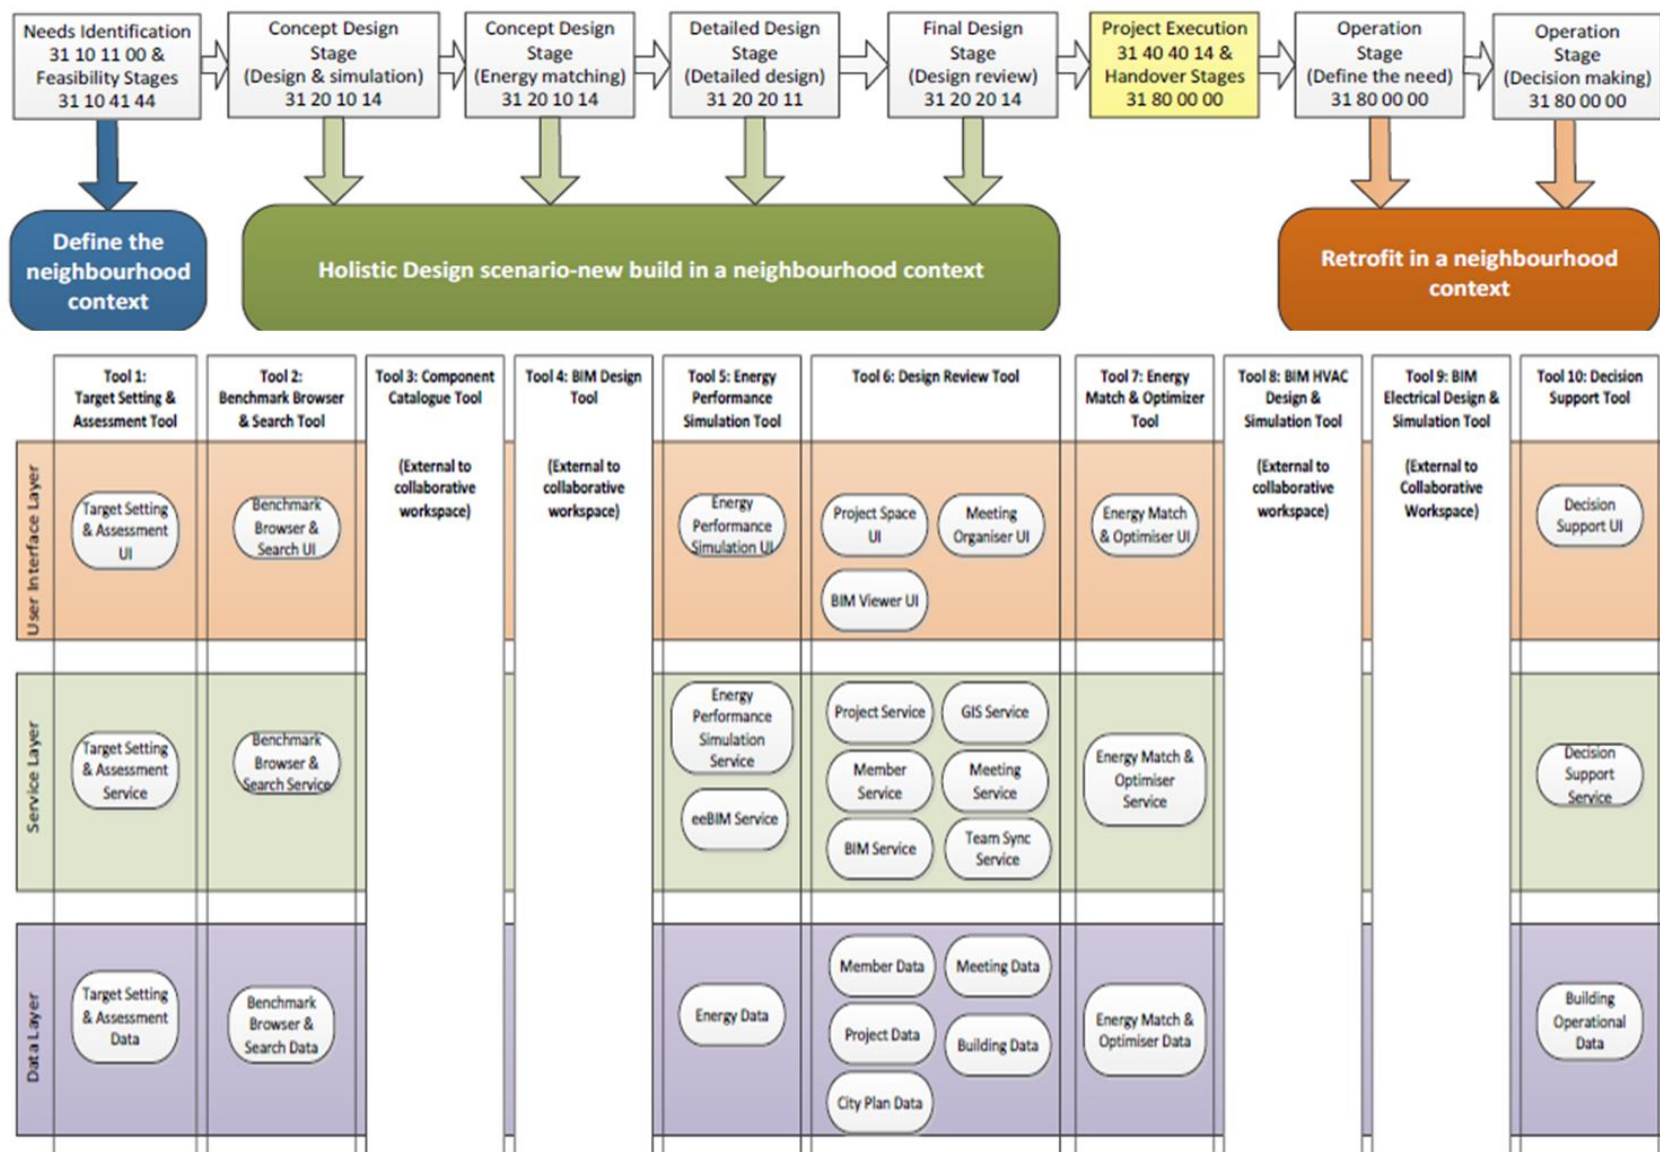 Needs Identification
31 10 11 00 &
Feasibility Stages
31 10 41 44
Concept Design
Stage
(Design & simulation)
31 20 10 14
Concept Design
Stage
(Energy matching)
31 20 10 14
Detailed Design
Stage
(Detailed design)
31 20 20 11
Final Design
Stage
(Design review)
31 20 20 14
Project Execution
31 40 40 14 &
Handover Stages
31 80 00 00
Operation
Stage
(Define the need)
31 80 00 00
Operation
Stage
(Decision making)
31 80 00 00
Define the
neighbourhood
context
Holistic Design scenario-new build in a neighbourhood context
Retrofit in a neighbourhood
context
Tool 1:
Target Setting &
Assessment Tool
Tool 2:
Benchmark Browser
& Search Tool
Tool 3: Component
Catalogue Tool
(External to
collaborative
workspace)
Tool 4: BIM Design
Tool
(External to
collaborative
workspace)
Tool 5: Energy
Performance
Simulation Tool
Tool 6: Design Review Tool
Tool 7: Energy
Match & Optimizer
Tool
Tool 8: BIM HVAC
Design &
Simulation Tool
(External to
collaborative
workspace)
Tool 9: BIM
Electrical Design &
Simulation Tool
(External to
Collaborative
Workspace)
Tool 10: Decision
Support Tool
User Interface Layer
Target Setting
& Assessment
UI
Benchmark
Browser &
Search UI
Energy
Performance
Simulation UI
Project Space
UI
Meeting
Organiser UI
BIM Viewer UI
Energy Match
& Optimiser UI
Decision
Support UI
Service Layer
Target Setting
& Assessment
Service
Benchmark
Browser &
Search Service
Energy
Performance
Simulation
Service
eeBIM Service
Project Service
GIS Service
Member
Service
Meeting
Service
BIM Service
Team Sync
Service
Energy Match &
Optimiser
Service
Decision
Support
Service
Data Layer
Target Setting
& Assessment
Data
Benchmark
Browser &
Search Data
Energy Data
Member Data
Meeting Data
Project Data
Building Data
City Plan Data
Energy Match &
Optimiser Data
Building
Operational
Data